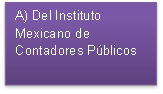 A) Del Instituto
Mexicano de
Contadores Públicos